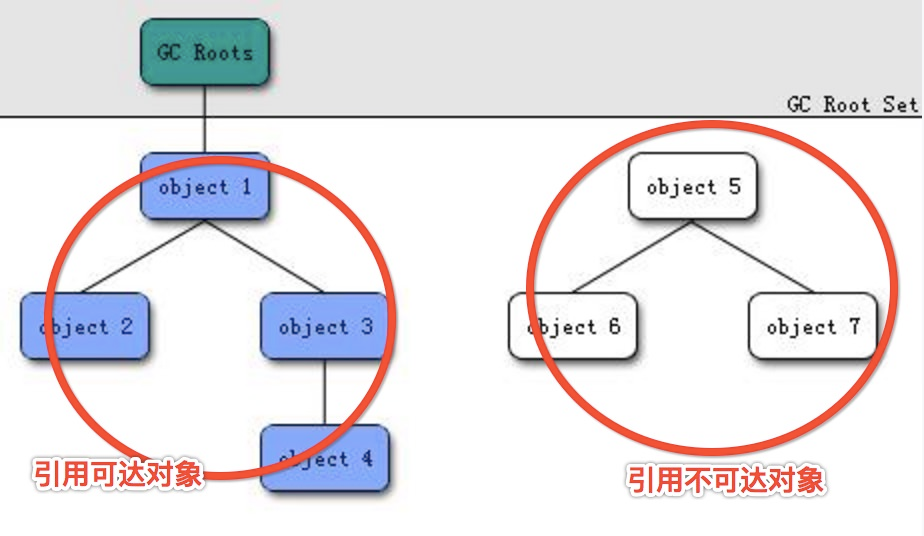 GC Roots
GC Root Set
object 1
object 5
object 2
object 3
object 6
object 7
object 4
引用可达对象
引用不可达对象